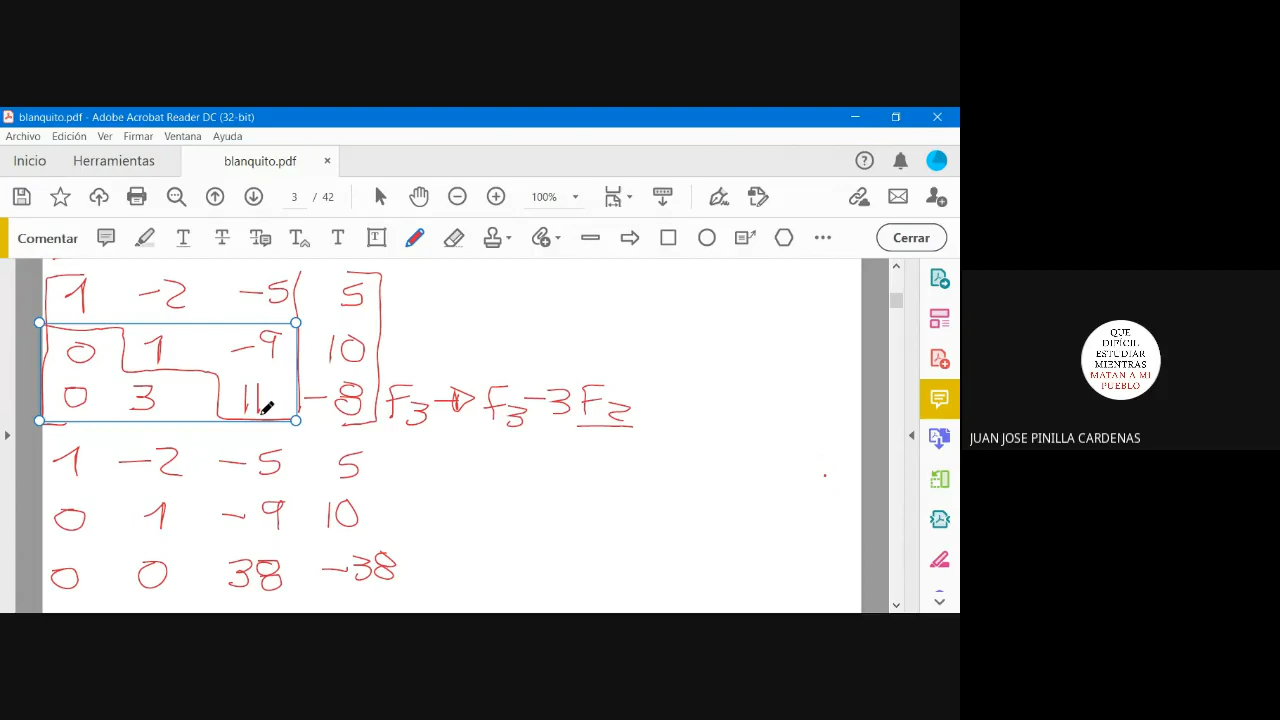 blanquito.pdf - Adobe Acrobat Reader DC (32-bit)
Archivo Edición Ver Firmar Ventana Ayuda
Inicio Herramientas blanquito.pdf ×
3 / 42 100%
Comentar Cerrar
1 -2 -5 5
0 1 -9 10
0 3 11 -8 F3 → F3 -3 F2
1 -2 -5 5
0 1 -9 10
0 0 38 -38
QUE
DIFÍCIL
ESTUDIAR
MIENTRAS
MATAN A MI
PUEBLO
JUAN JOSE PINILLA CARDENAS